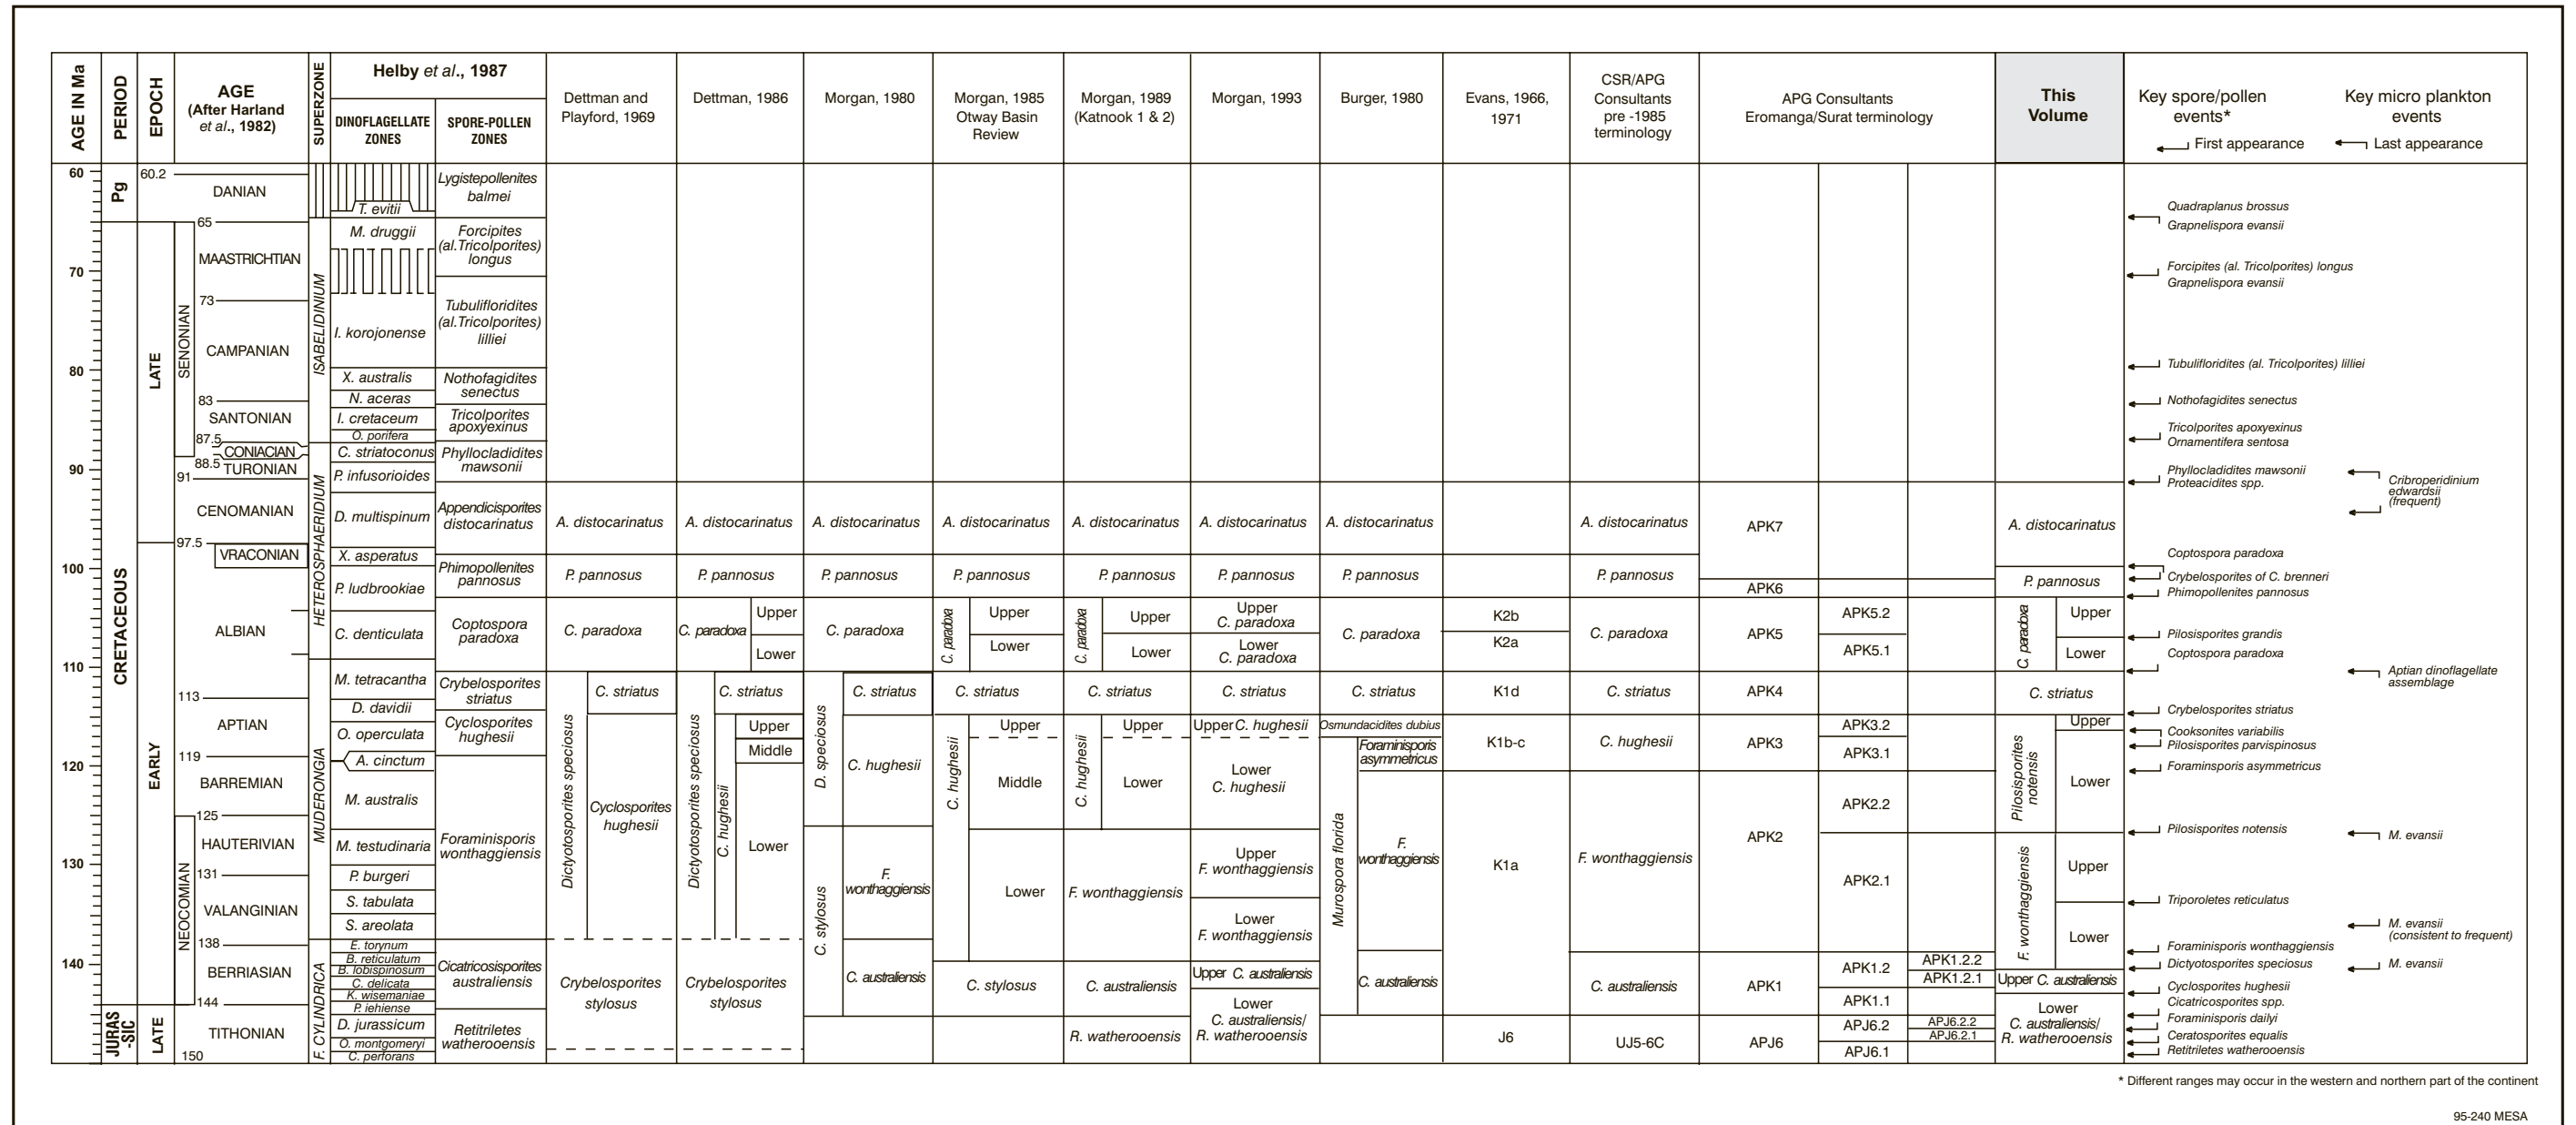 AGE IN Ma
PERIOD
EPOCH
AGE
(After Harland
et al., 1982)
SUPERZONE
Helby et al., 1987
DINOFLAGELLATE
ZONES
SPORE-POLLEN
ZONES
Dettman and
Playford, 1969
Dettman, 1986
Morgan, 1980
Morgan, 1985
Otway Basin
Review
Morgan, 1989
(Katnook 1 & 2)
Morgan, 1993
Burger, 1980
Evans, 1966,
1971
CSR/APG
Consultants
pre -1985
terminology
APG Consultants
Eromanga/Surat terminology
This
Volume
Key spore/pollen
events*
First appearance
Key micro plankton
events
Last appearance
60
70
80
90
100
110
120
130
140
Pg
CRETACEOUS
JURAS
-SIC
LATE
EARLY
LATE
SENONIAN
NEOCOMIAN
60.2
DANIAN
65
MAASTRICHTIAN
73
CAMPANIAN
83
SANTONIAN
87.5
CONIACIAN
88.5
TURONIAN
91
CENOMANIAN
97.5
VRACONIAN
ALBIAN
113
APTIAN
119
BARREMIAN
125
HAUTERIVIAN
131
VALANGINIAN
138
BERRIASIAN
144
TITHONIAN
150
ISABELIDINIUM
HETEROSPHAERIDIUM
MUDERONGIA
F. CYLINDRICA
T. evitii
M. druggii
I. korojonense
X. australis
N. aceras
I. cretaceum
O. porifera
C. striatoconus
P. infusorioides
D. multispinum
X. asperatus
P. ludbrookiae
C. denticulata
M. tetracantha
D. davidii
O. operculata
A. cinctum
M. australis
M. testudinaria
P. burgeri
S. tabulata
S. areolata
E. torynum
B. reticulatum
B. lobispinosum
C. delicata
K. wisemaniae
P. iehiense
D. jurassicum
O. montgomeryi
C. perforans
Lygistepollenites
balmei
Forcipites
(al.Tricolporites)
longus
Tubulifloridites
(al.Tricolporites)
lilliei
Nothofagidites
senectus
Tricolporites
apoxyexinus
Phyllocladidites
mawsonii
Appendicisporites
distocarinatus
Phimopollenites
pannosus
Coptospora
paradoxa
Crybelosporites
striatus
Cyclosporites
hughesii
Foraminisporis
wonthaggiensis
Cicatricosisporites
australiensis
Retitriletes
watherooensis
A. distocarinatus
P. pannosus
C. paradoxa
C. striatus
Dictyotosporites speciosus
Cyclosporites
hughesii
Crybelosporites
stylosus
A. distocarinatus
P. pannosus
C. paradoxa
Upper
Lower
C. striatus
Dictyotosporites speciosus
C. hughesii
Upper
Middle
Lower
Crybelosporites
stylosus
A. distocarinatus
P. pannosus
C. paradoxa
D. speciosus
C. striatus
C. hughesii
C. stylosus
F.
wonthaggiensis
C. australiensis
A. distocarinatus
P. pannosus
C. paradoxa
Upper
Lower
C. striatus
C. hughesii
Upper
Middle
Lower
C. stylosus
A. distocarinatus
P. pannosus
C. paradoxa
Upper
Lower
C. striatus
C. hughesii
Upper
Lower
F. wonthaggiensis
C. australiensis
R. watherooensis
A. distocarinatus
P. pannosus
Upper
C. paradoxa
Lower
C. paradoxa
C. striatus
Upper C. hughesii
Lower
C. hughesii
Upper
F. wonthaggiensis
Lower
F. wonthaggiensis
Upper C. australiensis
Lower
C. australiensis/
R. watherooensis
A. distocarinatus
P. pannosus
C. paradoxa
C. striatus
Osmundacidites dubius
Foraminisporis
asymmetricus
Murospora florida
F.
wonthaggiensis
C. australiensis
K2b
K2a
K1d
K1b-c
K1a
J6
A. distocarinatus
P. pannosus
C. paradoxa
C. striatus
C. hughesii
F. wonthaggiensis
C. australiensis
UJ5-6C
APK7
APK6
APK5
APK4
APK3
APK2
APK1
APJ6
APK5.2
APK5.1
APK3.2
APK3.1
APK2.2
APK2.1
APK1.2
APK1.1
APJ6.2
APJ6.1
APK1.2.2
APK1.2.1
APJ6.2.2
APJ6.2.1
A. distocarinatus
P. pannosus
C. paradoxa
Upper
Lower
C. striatus
Pilosisporites
notensis
Upper
Lower
F. wonthaggiensis
Upper
Lower
Upper C. australiensis
Lower
C. australiensis/
R. watherooensis
Quadraplanus brossus
Grapnelispora evansii
Forcipites (al. Tricolporites) longus
Grapnelispora evansii
Tubulifloridites (al. Tricolporites) lilliei
Nothofagidites senectus
Tricolporites apoxyexinus
Ornamentifera sentosa
Phyllocladidites mawsonii
Proteacidites spp.
Coptospora paradoxa
Crybelosporites of C. brenneri
Phimopollenites pannosus
Pilosisporites grandis
Coptospora paradoxa
Crybelosporites striatus
Cooksonites variabilis
Pilosisporites parvispinosus
Foraminsporis asymmetricus
Pilosisporites notensis
Triporoletes reticulatus
Foraminisporis wonthaggiensis
Dictyotosporites speciosus
Cyclosporites hughesii
Cicatricosporites spp.
Foraminisporis dailyi
Ceratosporites equalis
Retitriletes watherooensis
Cribroperidinium
edwardsii
(frequent)
Aptian dinoflagellate
assemblage
M. evansii
M. evansii
(consistent to frequent)
M. evansii
* Different ranges may occur in the western and northern part of the continent
95-240 MESA